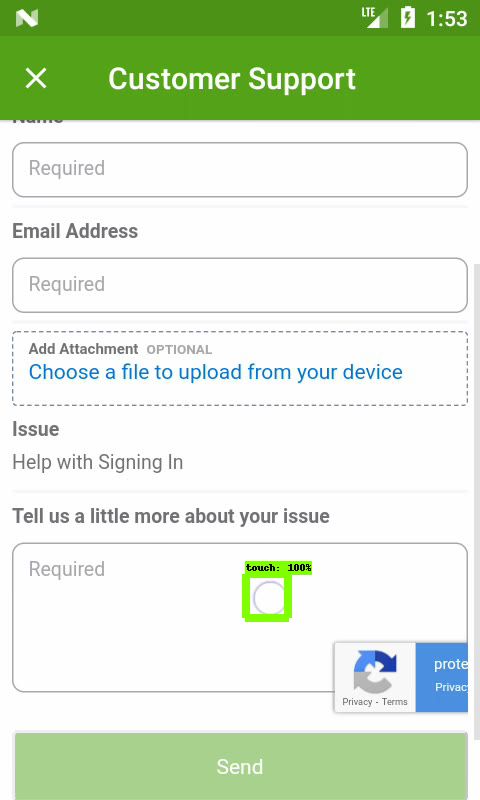 LTE 1:53
Customer Support
Name
Required
Email Address
Required
Add Attachment OPTIONAL
Choose a file to upload from your device
Issue
Help with Signing In
Tell us a little more about your issue
Required
touch: 100%
prote
Privacy - Terms
Privac
Send